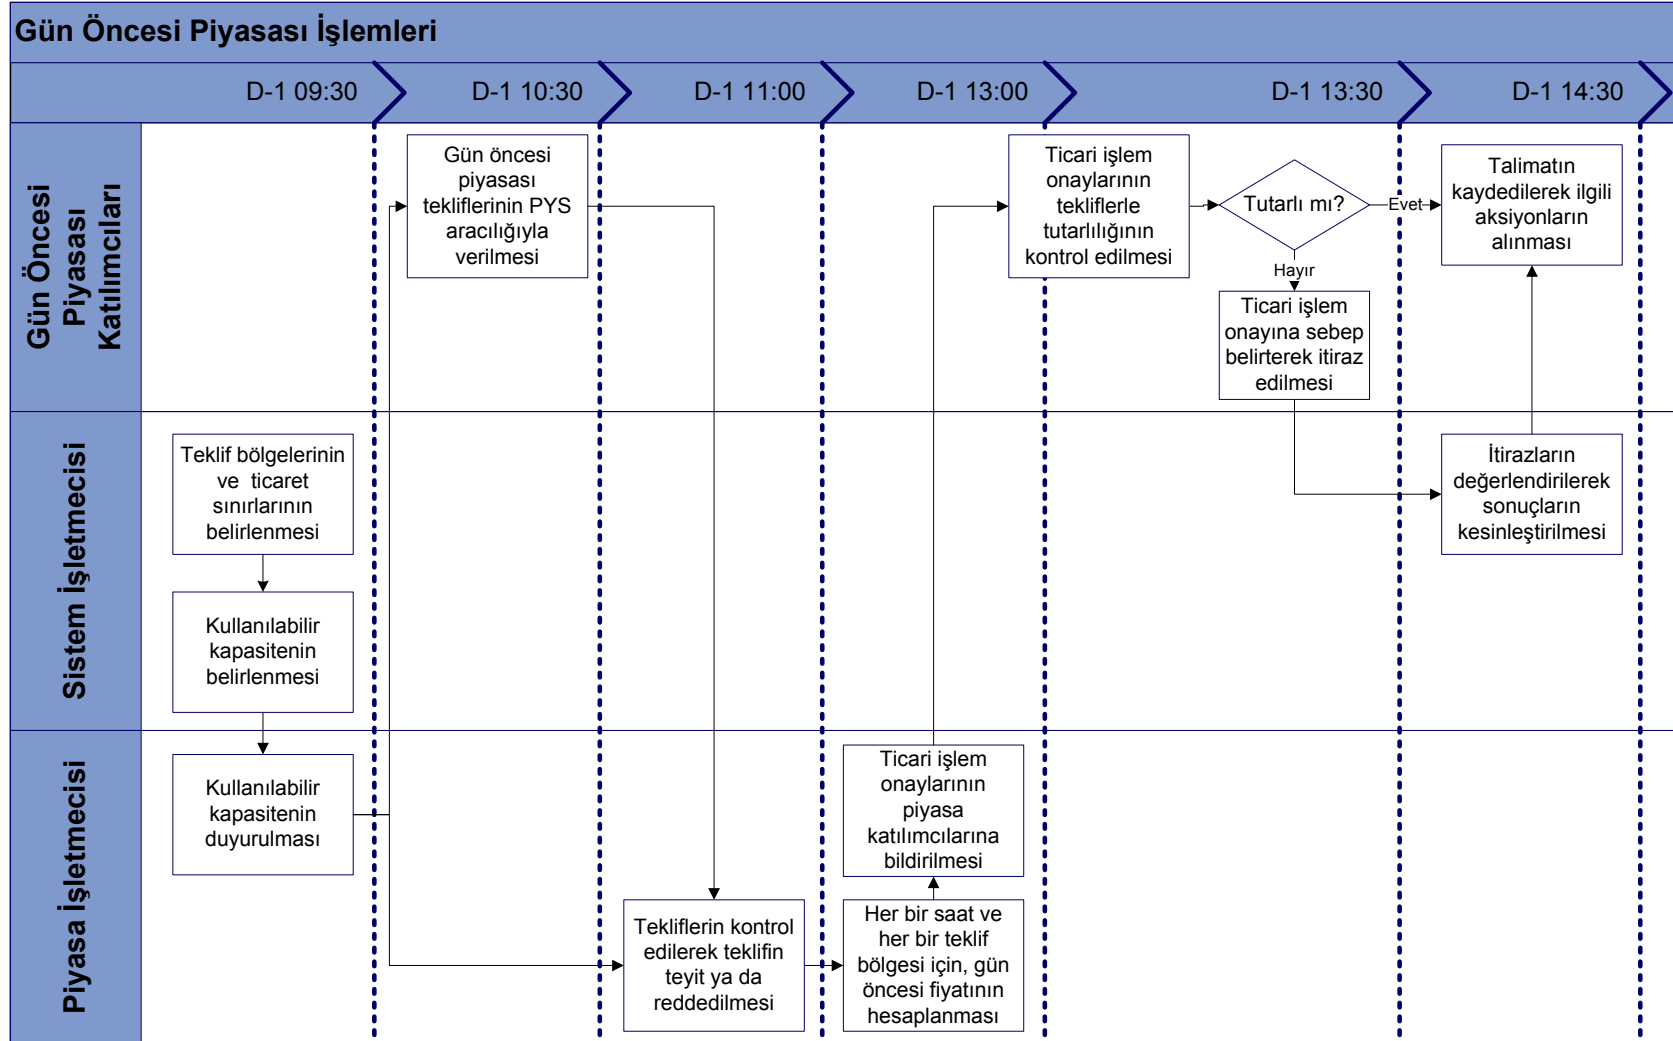 Gün Öncesi Piyasası İşlemleri
D-1 09:30
D-1 10:30
D-1 11:00
D-1 13:00
D-1 13:30
D-1 14:30
Gün Öncesi
Piyasası
Katılımcıları
Gün öncesi
piyasası
tekliflerinin PYS
aracılığıyla
verilmesi
Ticari işlem
onaylarının
tekliflerle
tutarlılığının
kontrol edilmesi
Tutarlı mı?
Evet
Hayır
Talimatın
kaydedilerek ilgili
aksiyonların
alınması
Ticari işlem
onayına sebep
belirterek itiraz
edilmesi
Sistem İşletmecisi
Teklif bölgelerinin
ve ticaret
sınırlarının
belirlenmesi
Kullanılabilir
kapasitenin
belirlenmesi
İtirazların
değerlendirilerek
sonuçların
kesinleştirilmesi
Piyasa İşletmecisi
Kullanılabilir
kapasitenin
duyurulması
Ticari işlem
onaylarının
piyasa
katılımcılarına
bildirilmesi
Tekliflerin kontrol
edilerek teklifin
teyit ya da
reddedilmesi
Her bir saat ve
her bir teklif
bölgesi için, gün
öncesi fiyatının
hesaplanması